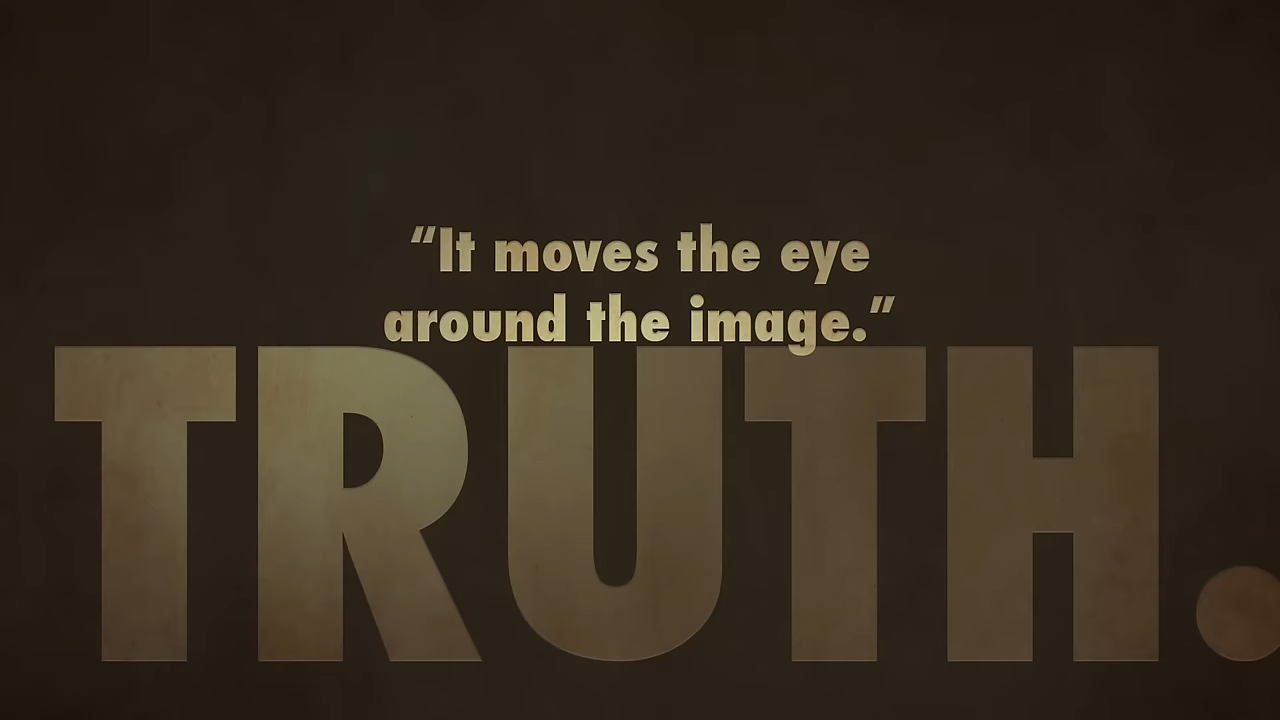 “It moves the eye
around the image.”
TRUTH.